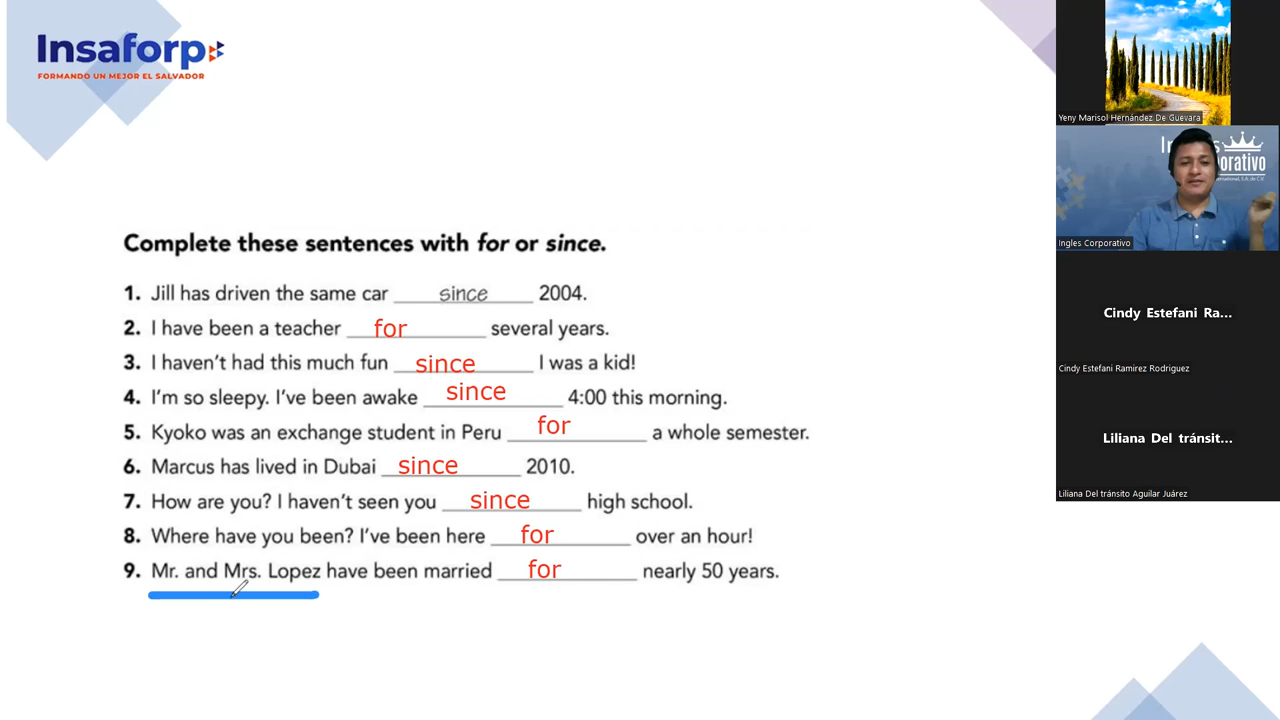 Insaforp
FORMANDO UN MEJOR EL SALVADOR
Complete these sentences with for or since.
1. Jill has driven the same car since 2004.
2. I have been a teacher for several years.
3. I haven't had this much fun since I was a kid!
4. I'm so sleepy. I've been awake since 4:00 this morning.
5. Kyoko was an exchange student in Peru for a whole semester.
6. Marcus has lived in Dubai since 2010.
7. How are you? I haven't seen you since high school.
8. Where have you been? I've been here for over an hour!
9. Mr. and Mrs. Lopez have been married for nearly 50 years.
Yeny Marisol Hernández De Guevara
Ingles Corporativo
Cindy Estefani Ra...
Cindy Estefani Ramirez Rodriguez
Liliana Del tránsit...
Liliana Del tránsito Aguilar Juárez